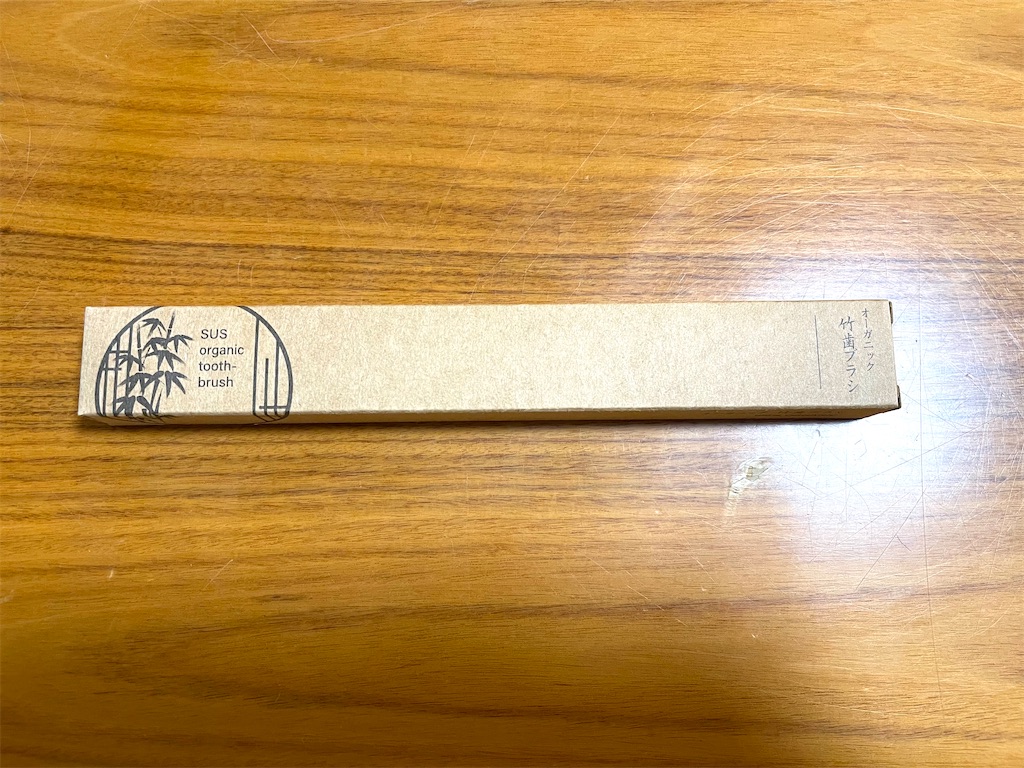 SUS
organic
tooth-
brush
オーガニック
竹歯ブラシ